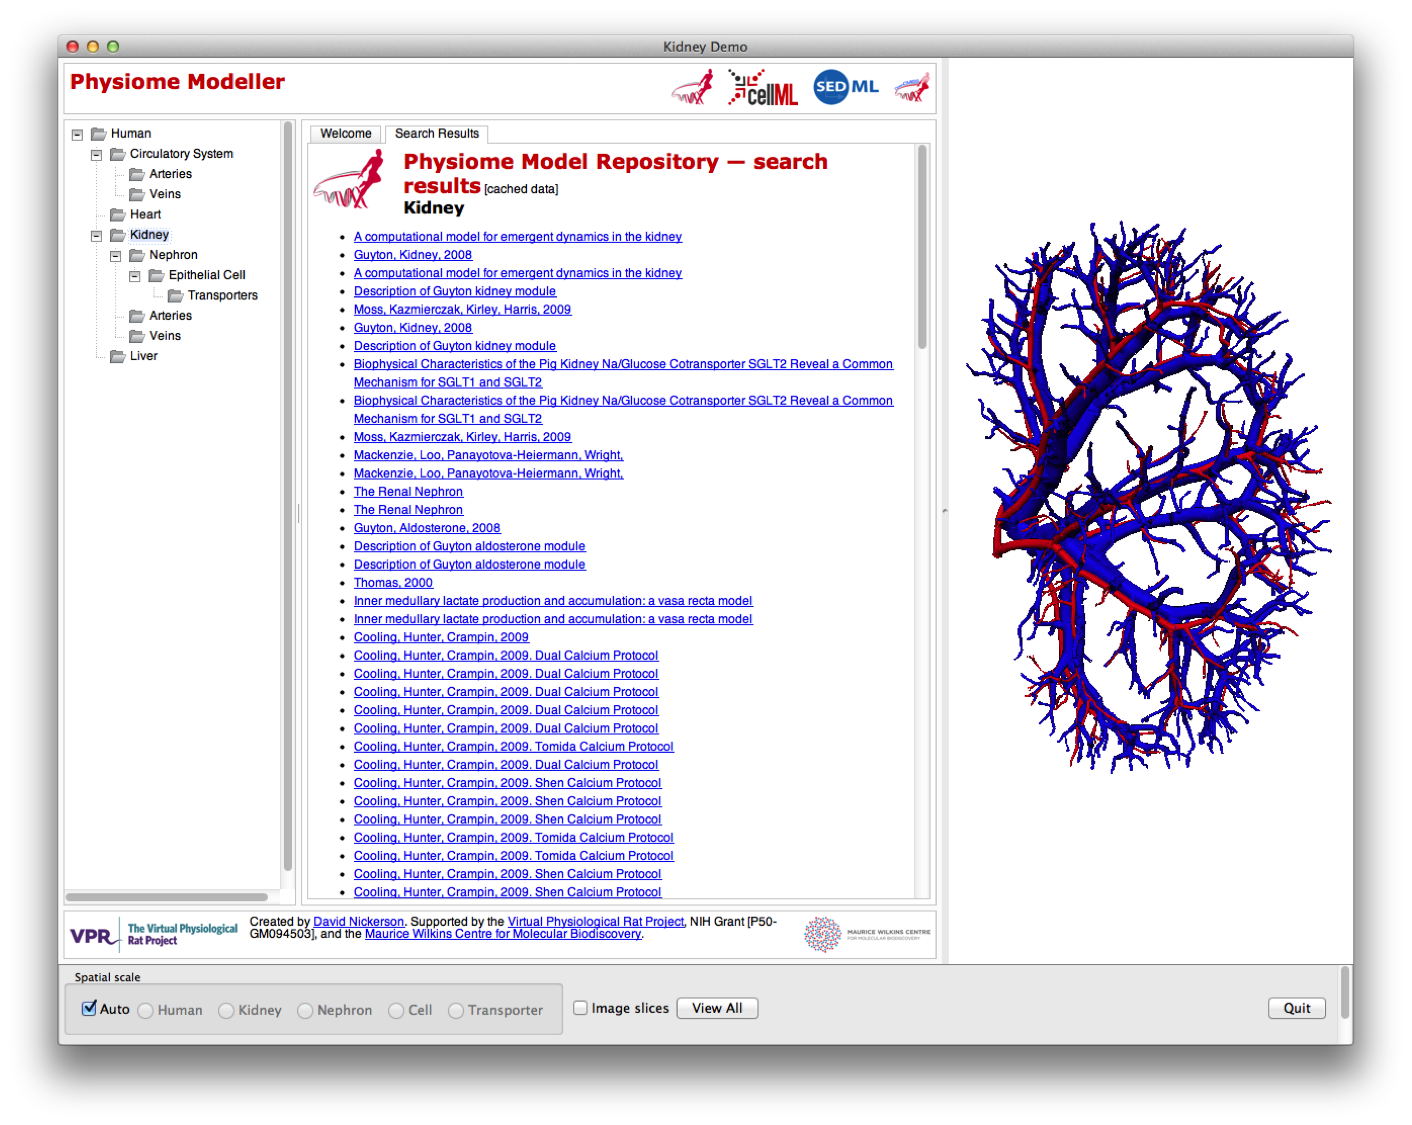 Kidney Demo
Physiome Modeller
cellML
SED ML
Human
Circulatory System
Arteries
Veins
Heart
Kidney
Nephron
Epithelial Cell
Transporters
Arteries
Veins
Liver
Welcome
Search Results
Physiome Model Repository — search
results [cached data]
Kidney
A computational model for emergent dynamics in the kidney
Guyton, Kidney, 2008
A computational model for emergent dynamics in the kidney
Description of Guyton kidney module
Moss, Kazmierczak, Kirley, Harris, 2009
Guyton, Kidney, 2008
Description of Guyton kidney module
Biophysical Characteristics of the Pig Kidney Na/Glucose Cotransporter SGLT2 Reveal a Common
Mechanism for SGLT1 and SGLT2
Biophysical Characteristics of the Pig Kidney Na/Glucose Cotransporter SGLT2 Reveal a Common
Mechanism for SGLT1 and SGLT2
Moss, Kazmierczak, Kirley, Harris, 2009
Mackenzie, Loo, Panayotova-Heiermann, Wright,
Mackenzie, Loo, Panayotova-Heiermann, Wright,
The Renal Nephron
The Renal Nephron
Guyton, Aldosterone, 2008
Description of Guyton aldosterone module
Description of Guyton aldosterone module
Thomas, 2000
Inner medullary lactate production and accumulation: a vasa recta model
Inner medullary lactate production and accumulation: a vasa recta model
Cooling, Hunter, Crampin, 2009
Cooling, Hunter, Crampin, 2009. Dual Calcium Protocol
Cooling, Hunter, Crampin, 2009. Dual Calcium Protocol
Cooling, Hunter, Crampin, 2009. Dual Calcium Protocol
Cooling, Hunter, Crampin, 2009. Dual Calcium Protocol
Cooling, Hunter, Crampin, 2009. Dual Calcium Protocol
Cooling, Hunter, Crampin, 2009. Tomida Calcium Protocol
Cooling, Hunter, Crampin, 2009. Dual Calcium Protocol
Cooling, Hunter, Crampin, 2009. Shen Calcium Protocol
Cooling, Hunter, Crampin, 2009. Shen Calcium Protocol
Cooling, Hunter, Crampin, 2009. Shen Calcium Protocol
Cooling, Hunter, Crampin, 2009. Tomida Calcium Protocol
Cooling, Hunter, Crampin, 2009. Tomida Calcium Protocol
Cooling, Hunter, Crampin, 2009. Shen Calcium Protocol
Cooling, Hunter, Crampin, 2009. Shen Calcium Protocol
VPR The Virtual Physiological
Rat Project
Created by David Nickerson. Supported by the Virtual Physiological Rat Project, NIH Grant [P50-
GM094503], and the Maurice Wilkins Centre for Molecular Biodiscovery.
MAURICE WILKINS CENTRE
FOR MOLECULAR BIODISCOVERY
Spatial scale
Auto
Human
Kidney
Nephron
Cell
Transporter
Image slices
View All
Quit